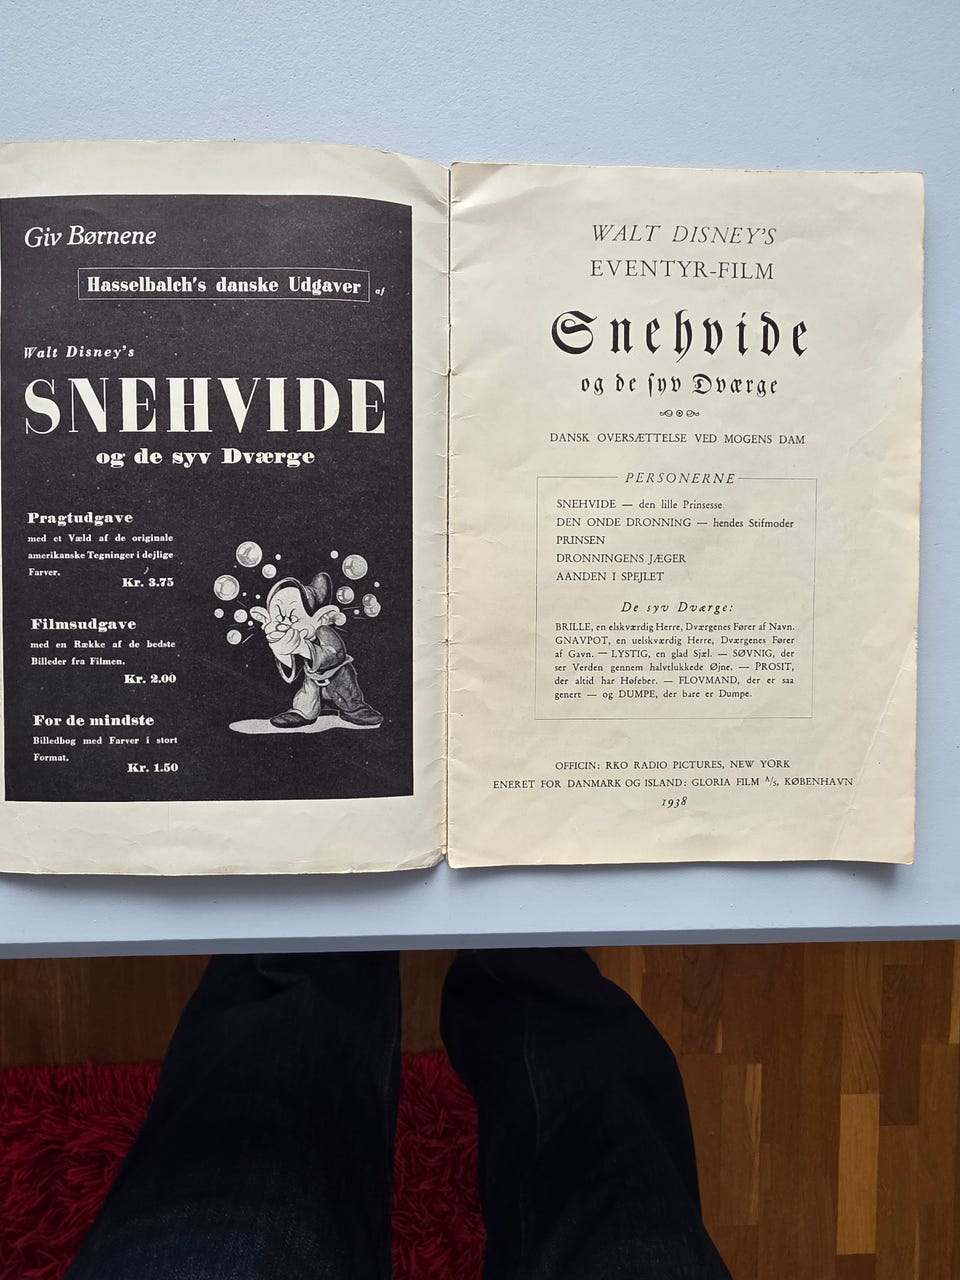 Giv Børnene
Hasselbalch's danske Udgaver af
Walt Disney's
SNEHVIDE
og de syv Dværge
Pragtudgave
med et Væld af de originale
amerikanske Tegninger i dejlige
Farver.
Kr. 3.75
Filmsudgave
med en Række af de bedste
Billeder fra Filmen.
Kr. 2.00
For de mindste
Billedbog med Farver i stort
Format.
Kr. 1.50
WALT DISNEY'S
EVENTYR-FILM
Snehvide
og de syv Dværge
DANSK OVERSÆTTELSE VED MOGENS DAM
PERSONERNE
SNEHVIDE — den lille Prinsesse
DEN ONDE DRONNING — hendes Stifmoder
PRINSEN
DRONNINGENS JÆGER
AANDEN I SPEJLET
De syv Dværge:
BRILLE, en elskværdig Herre, Dværgenes Fører af Navn.
GNAVPOT, en uelskværdig Herre, Dværgenes Fører
af Gavn. — LYSTIG, en glad Sjæl. — SØVNIG, der
ser Verden gennem halvtlukkede Øjne. — PROSIT,
der altid har Høfeber. — FLOVMAND, der er saa
genert — og DUMPE, der bare er Dumpe.
OFFICIN: RKO RADIO PICTURES, NEW YORK
ENERET FOR DANMARK OG ISLAND: GLORIA FILM A/S, KØBENHAVN
1938